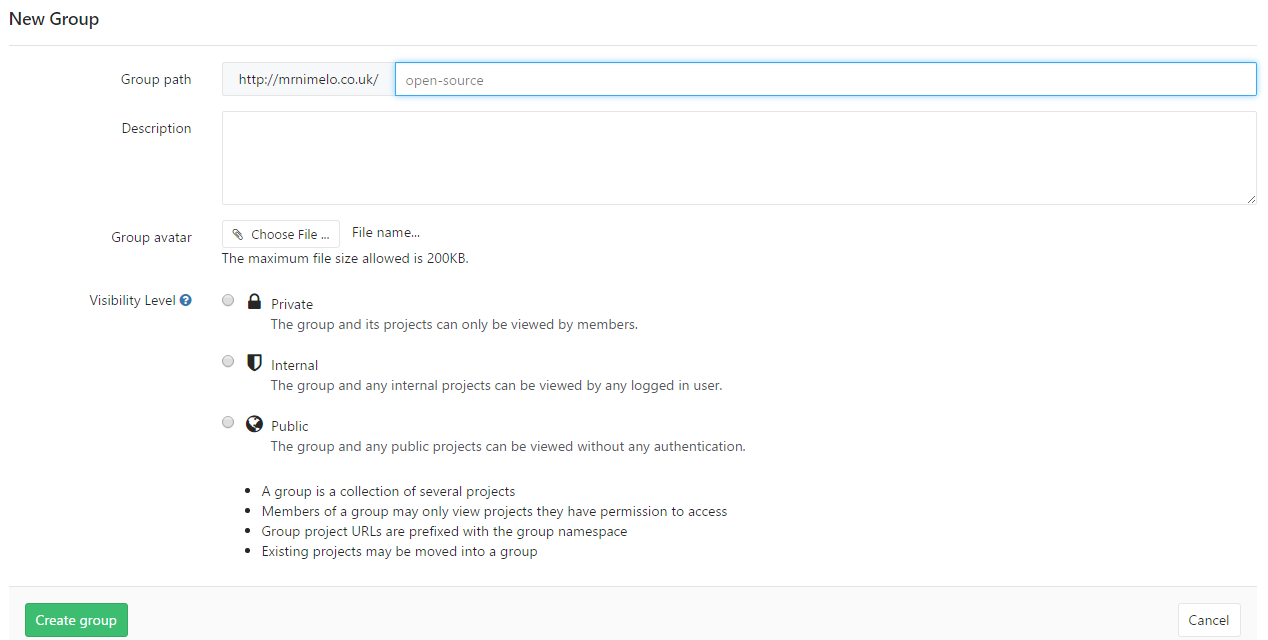 New Group
Group path
http://mrnimelo.co.uk/
open-source
Description
Group avatar
Choose File ...
File name...
The maximum file size allowed is 200KB.
Visibility Level
Private
The group and its projects can only be viewed by members.
Internal
The group and any internal projects can be viewed by any logged in user.
Public
The group and any public projects can be viewed without any authentication.
A group is a collection of several projects
Members of a group may only view projects they have permission to access
Group project URLs are prefixed with the group namespace
Existing projects may be moved into a group
Create group
Cancel